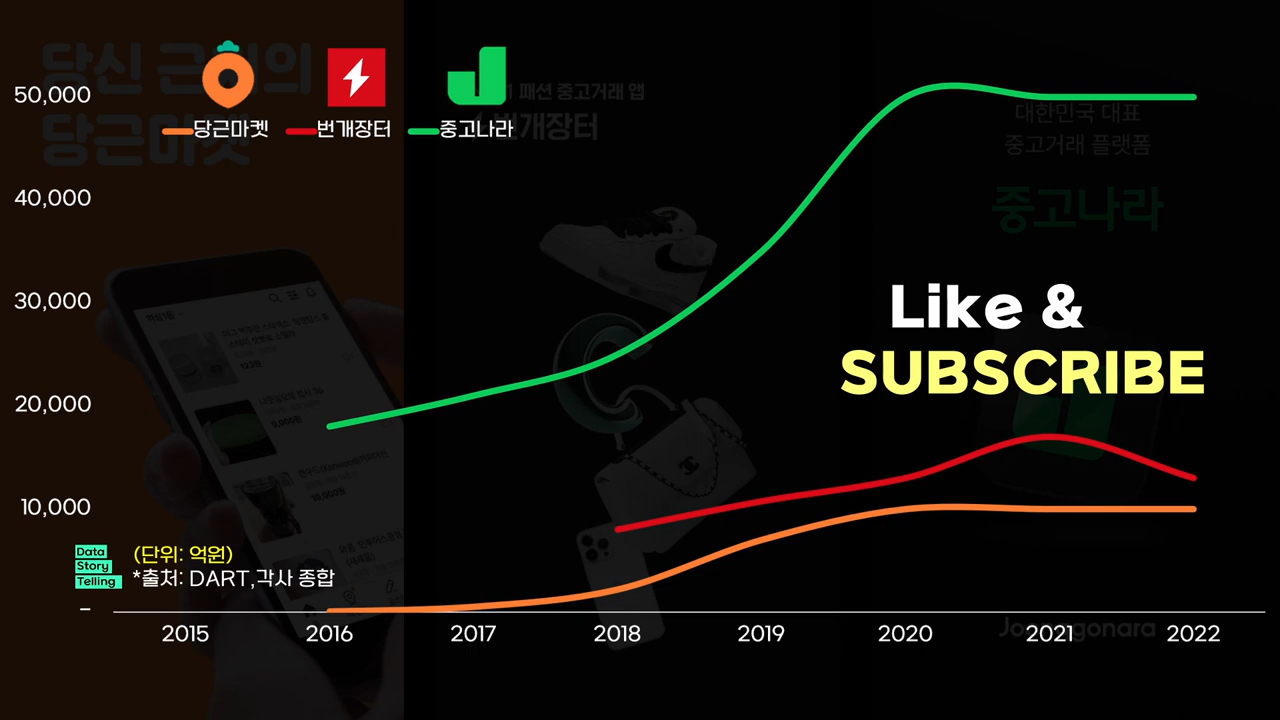 당신 근처의
당근마켓
50,000
40,000
30,000
20,000
10,000
-
당근마켓
번개장터
중고나라
패션 중고거래 앱
번개장터
대한민국 대표
중고거래 플랫폼
중고나라
Like &
SUBSCRIBE
Data
Story
Telling
(단위: 억원)
*출처: DART,각사 종합
2015
2016
2017
2018
2019
2020
2021
2022